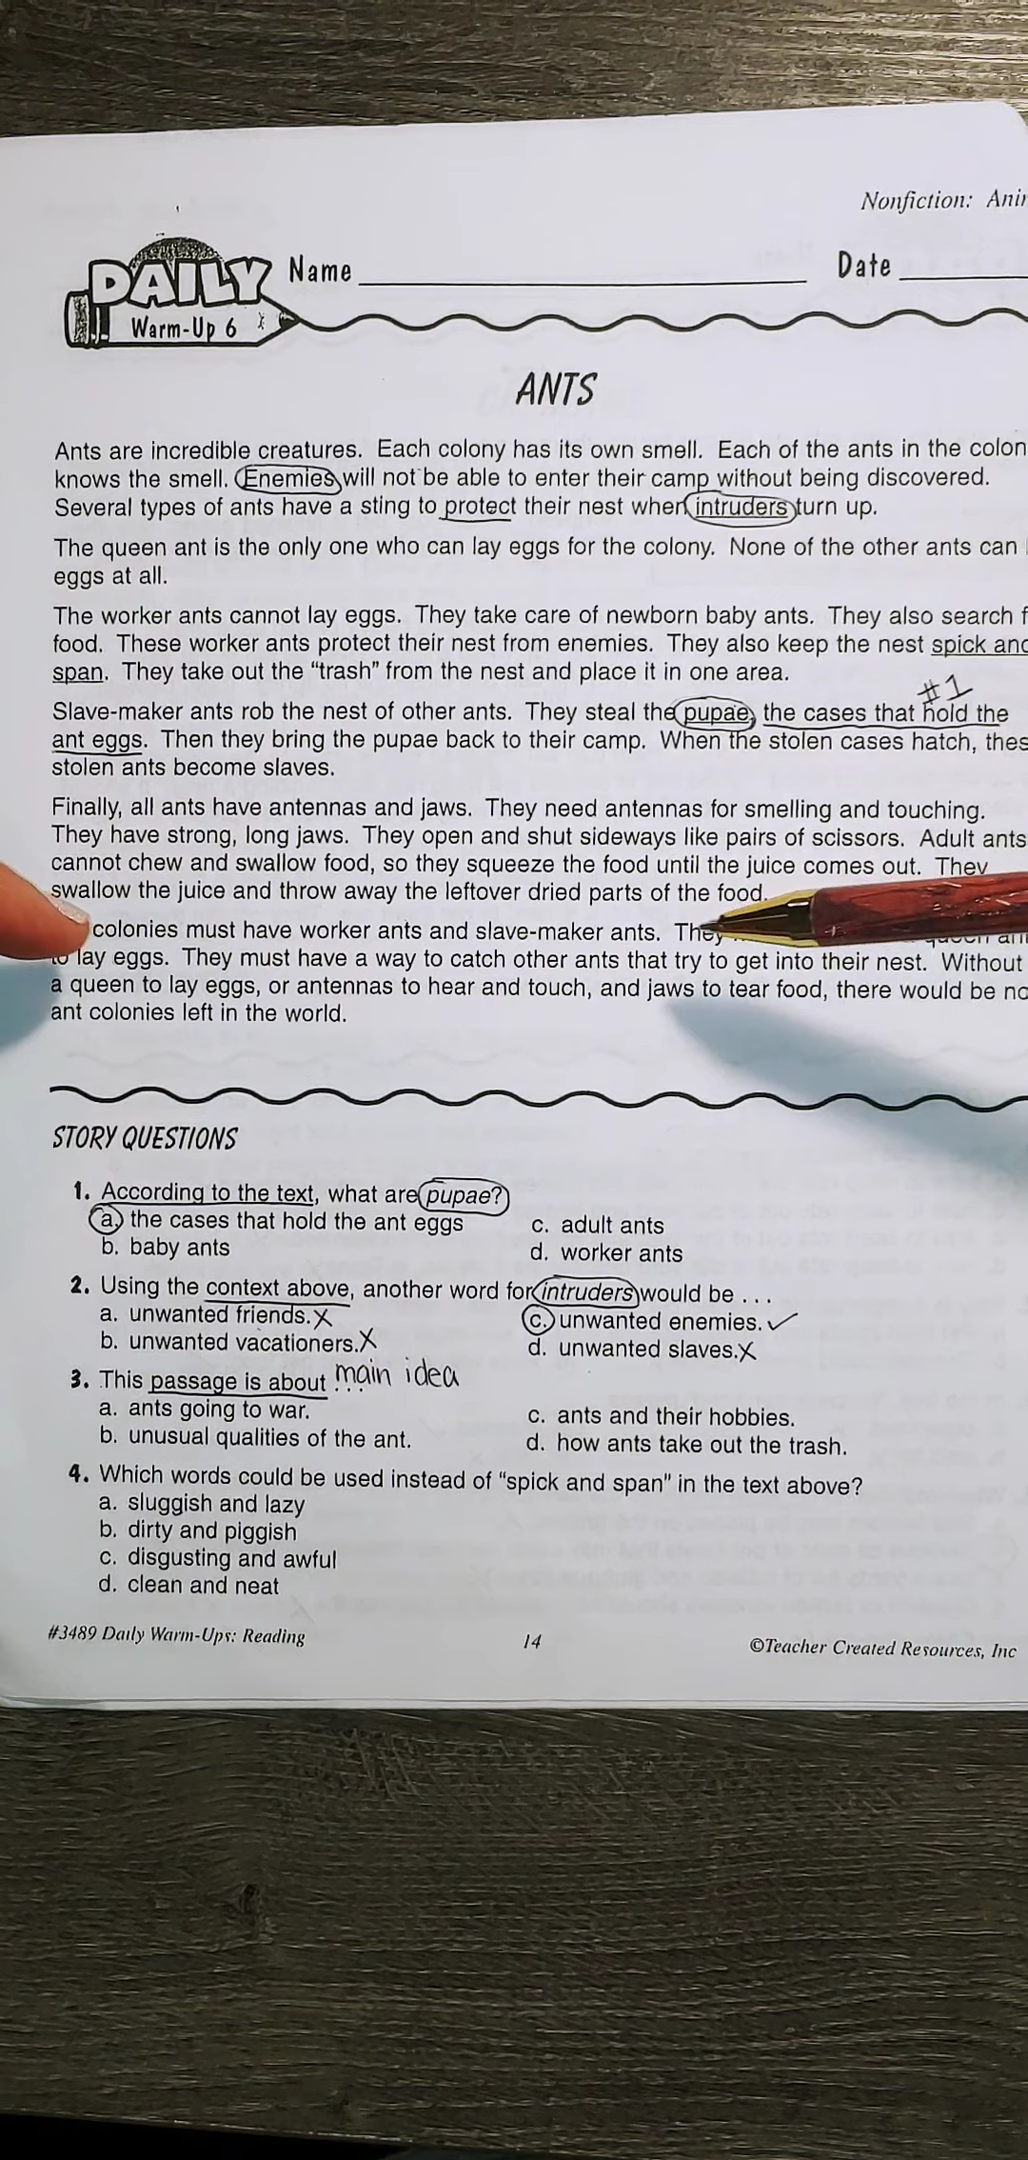 Nonfiction: Anir
DAILY
Name
Date
Warm-Up 6
ANTS
Ants are incredible creatures. Each colony has its own smell. Each of the ants in the colon
knows the smell. Enemies will not be able to enter their camp without being discovered.
Several types of ants have a sting to protect their nest when intruders turn up.
The queen ant is the only one who can lay eggs for the colony. None of the other ants can
eggs at all.
The worker ants cannot lay eggs. They take care of newborn baby ants. They also search f
food. These worker ants protect their nest from enemies. They also keep the nest spick and
span. They take out the "trash" from the nest and place it in one area.
#1
Slave-maker ants rob the nest of other ants. They steal the pupae, the cases that hold the
ant eggs. Then they bring the pupae back to their camp. When the stolen cases hatch, thes
stolen ants become slaves.
Finally, all ants have antennas and jaws. They need antennas for smelling and touching.
They have strong, long jaws. They open and shut sideways like pairs of scissors. Adult ants
cannot chew and swallow food, so they squeeze the food until the juice comes out. They
swallow the juice and throw away the leftover dried parts of the food.
colonies must have worker ants and slave-maker ants. They queen ant
to lay eggs. They must have a way to catch other ants that try to get into their nest. Without
a queen to lay eggs, or antennas to hear and touch, and jaws to tear food, there would be no
ant colonies left in the world.
STORY QUESTIONS
1. According to the text, what are pupae?
a. the cases that hold the ant eggs
c. adult ants
b. baby ants
d. worker ants
2. Using the context above, another word for intruders would be . . .
a. unwanted friends. X
c. unwanted enemies. ✓
b. unwanted vacationers. X
d. unwanted slaves. X
3. This passage is about . . . main idea
a. ants going to war.
c. ants and their hobbies.
b. unusual qualities of the ant.
d. how ants take out the trash.
4. Which words could be used instead of "spick and span" in the text above?
a. sluggish and lazy
b. dirty and piggish
c. disgusting and awful
d. clean and neat
#3489 Daily Warm-Ups: Reading
14
©Teacher Created Resources, Inc